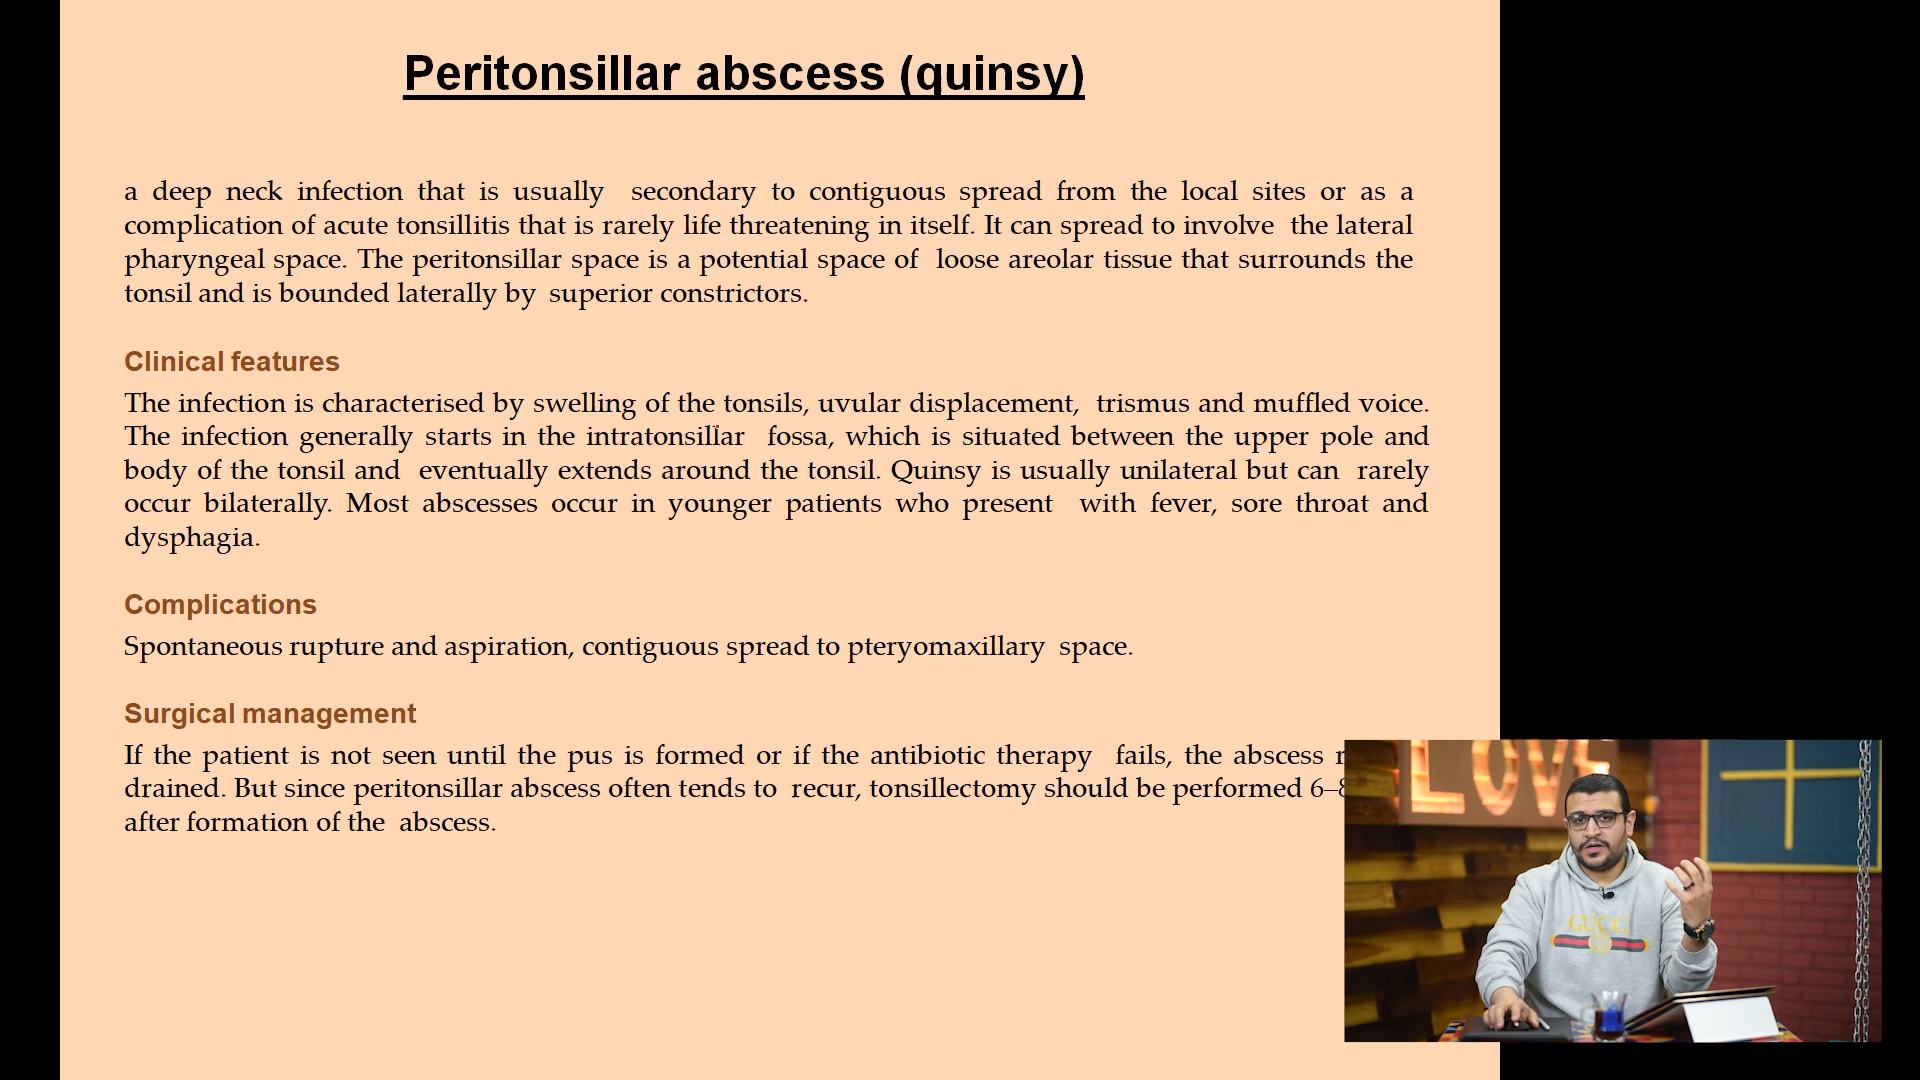 Peritonsillar abscess (quinsy)
a deep neck infection that is usually secondary to contiguous spread from the local sites or as a
complication of acute tonsillitis that is rarely life threatening in itself. It can spread to involve the lateral
pharyngeal space. The peritonsillar space is a potential space of loose areolar tissue that surrounds the
tonsil and is bounded laterally by superior constrictors.
Clinical features
The infection is characterised by swelling of the tonsils, uvular displacement, trismus and muffled voice.
The infection generally starts in the intratonsillar fossa, which is situated between the upper pole and
body of the tonsil and eventually extends around the tonsil. Quinsy is usually unilateral but can rarely
occur bilaterally. Most abscesses occur in younger patients who present with fever, sore throat and
dysphagia.
Complications
Spontaneous rupture and aspiration, contiguous spread to pteryomaxillary space.
Surgical management
If the patient is not seen until the pus is formed or if the antibiotic therapy fails, the abscess
drained. But since peritonsillar abscess often tends to recur, tonsillectomy should be performed 6–8
after formation of the abscess.
LOVE
GUCC